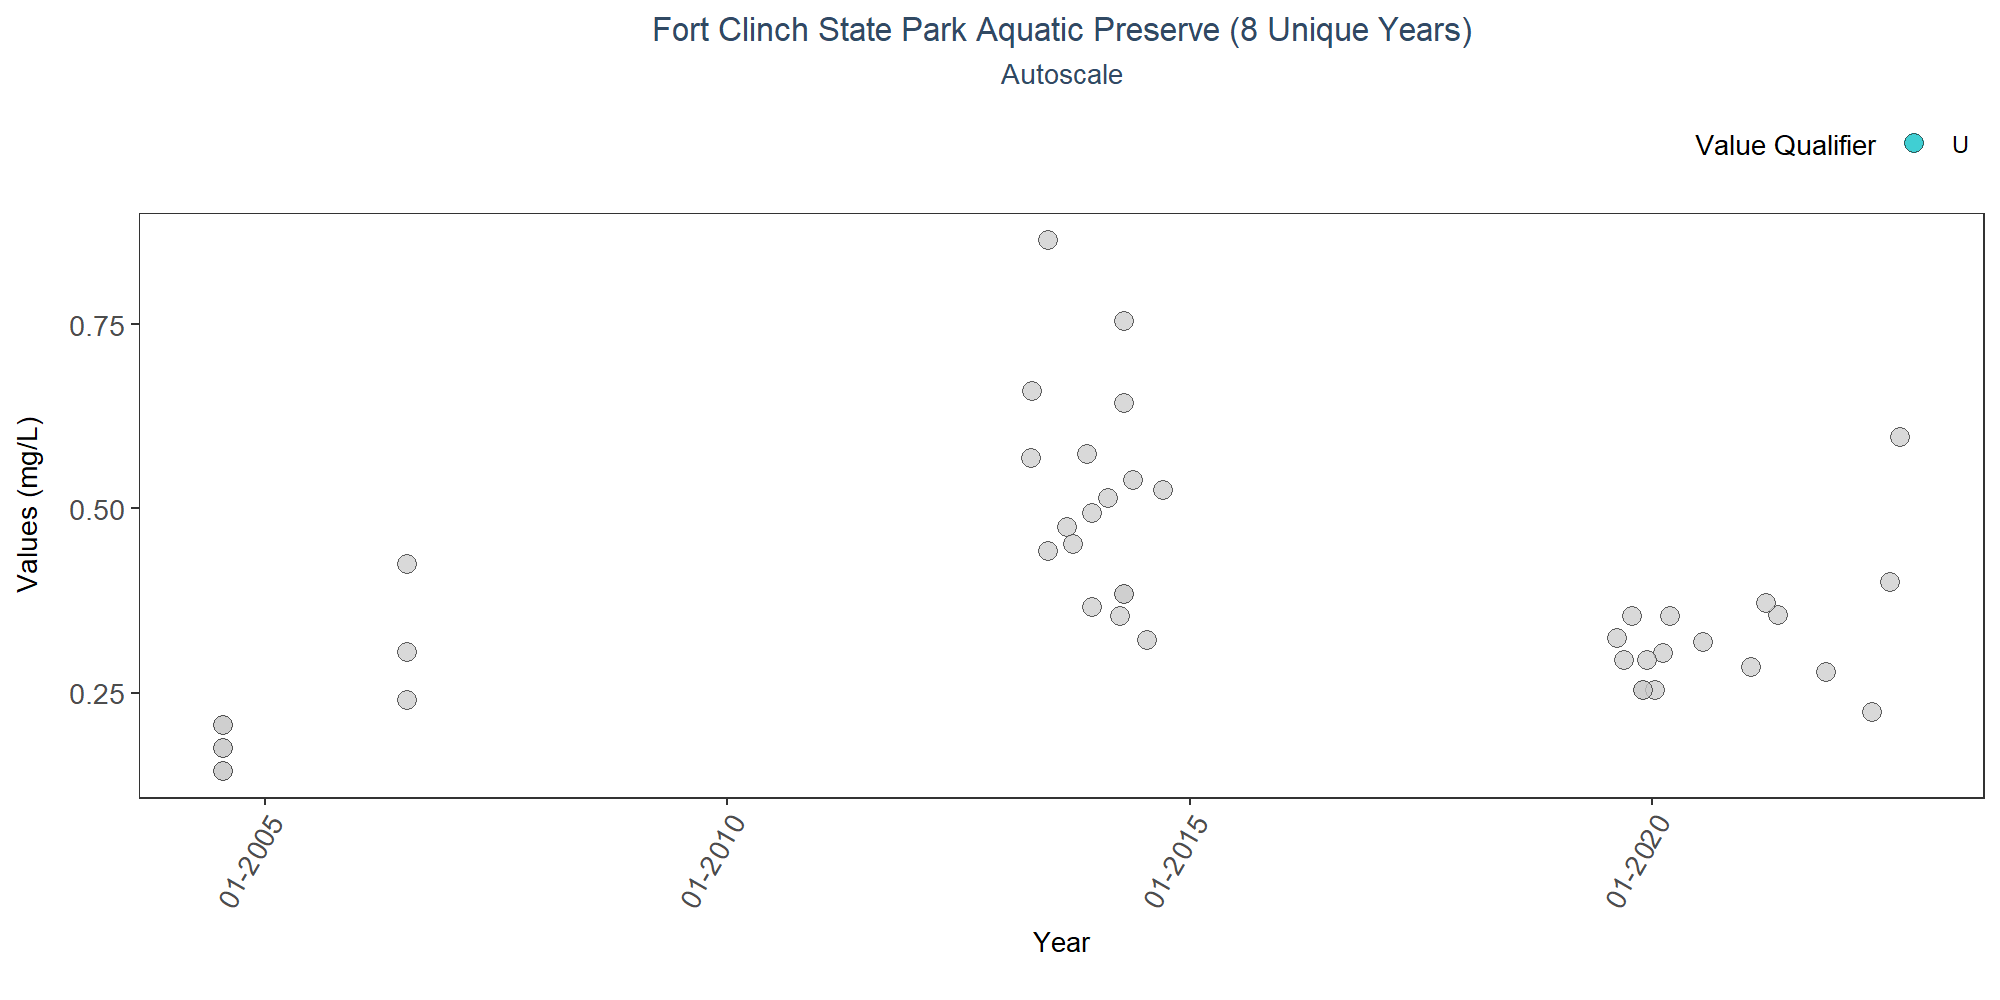 Fort Clinch State Park Aquatic Preserve (8 Unique Years)
Autoscale
Value Qualifier U
Values (mg/L)
0.75
0.50
0.25
01-2005
01-2010
01-2015
01-2020
Year